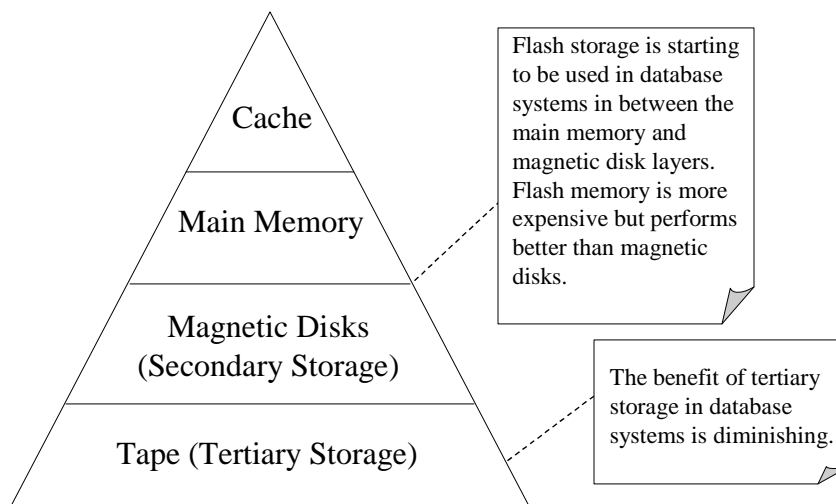 Cache
Main Memory
Magnetic Disks
(Secondary Storage)
Tape (Tertiary Storage)
Flash storage is starting
to be used in database
systems in between the
main memory and
magnetic disk layers.
Flash memory is more
expensive but performs
better than magnetic
disks.
The benefit of tertiary
storage in database
systems is diminishing.